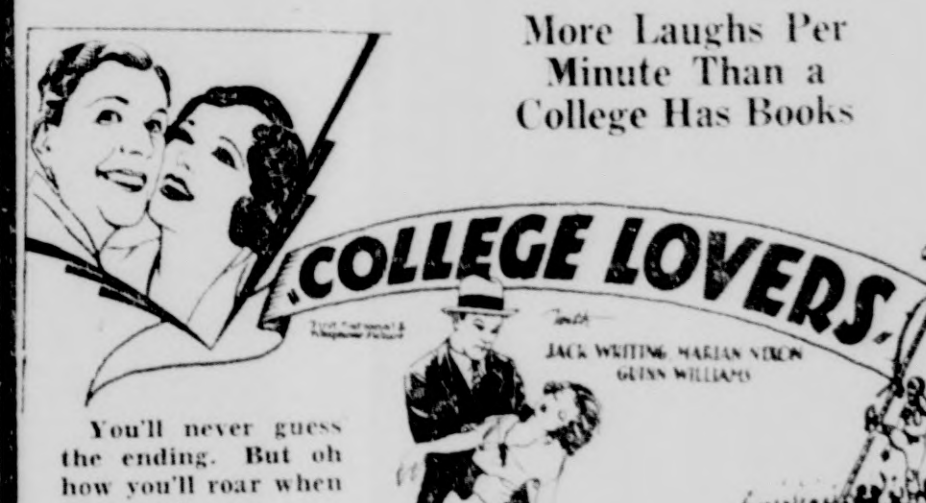 More Laughs Per
Minute Than a
College Has Books
"COLLEGE LOVERS"
with
JACK WHITING MARIAN NIXON
GUINN WILLIAMS
You'll never guess
the ending. But oh
how you'll roar when